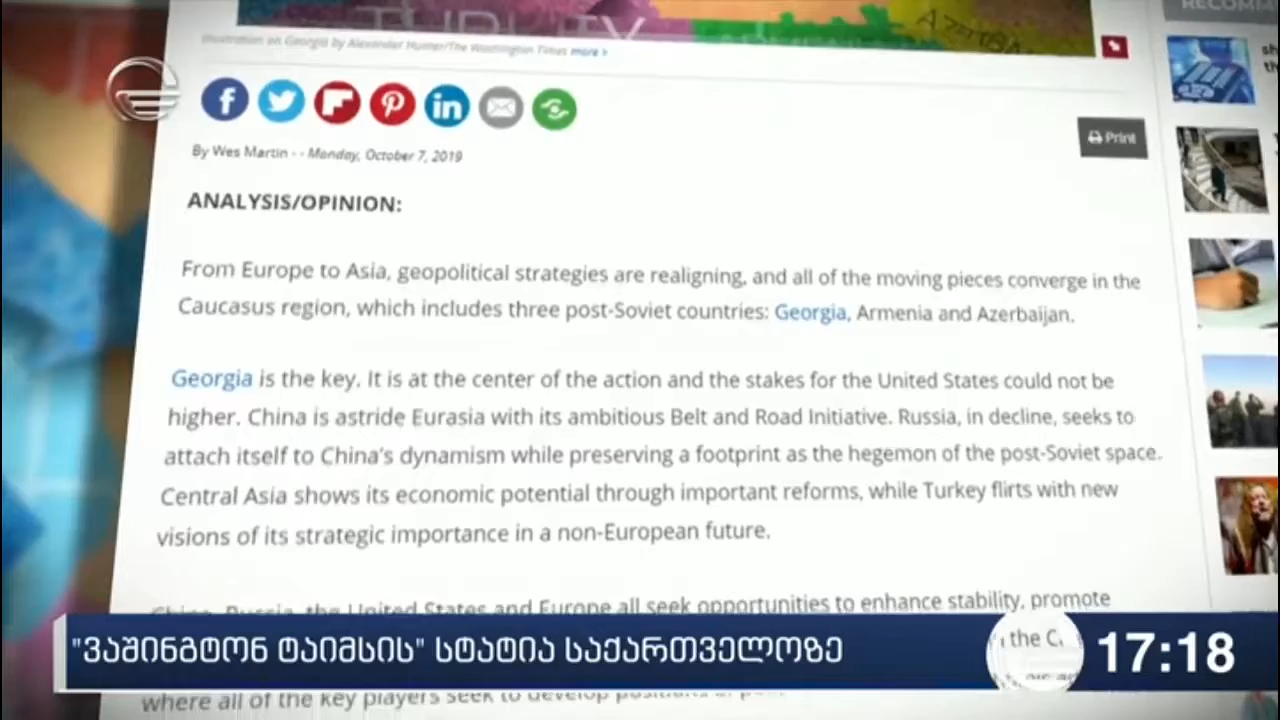 TURKEY
AZERBA
RECOMM
Illustration on Georgia by Alexander Hunter/The Washington Times more >
Print
By Wes Martin - - Monday, October 7, 2019
ANALYSIS/OPINION:
From Europe to Asia, geopolitical strategies are realigning, and all of the moving pieces converge in the
Caucasus region, which includes three post-Soviet countries: Georgia, Armenia and Azerbaijan.
Georgia is the key. It is at the center of the action and the stakes for the United States could not be
higher. China is astride Eurasia with its ambitious Belt and Road Initiative. Russia, in decline, seeks to
attach itself to China's dynamism while preserving a footprint as the hegemon of the post-Soviet space.
Central Asia shows its economic potential through important reforms, while Turkey flirts with new
visions of its strategic importance in a non-European future.
China, Russia, the United States and Europe all seek opportunities to enhance stability, promote
the C
"ᲕᲐᲨᲘᲜᲒᲢᲝᲜ ᲢᲐᲘᲛᲡᲘᲡ" ᲡᲢᲐᲢᲘᲐ ᲡᲐᲥᲐᲠᲗᲕᲔᲚᲝᲖᲔ
17:18
where all of the key players seek to develop